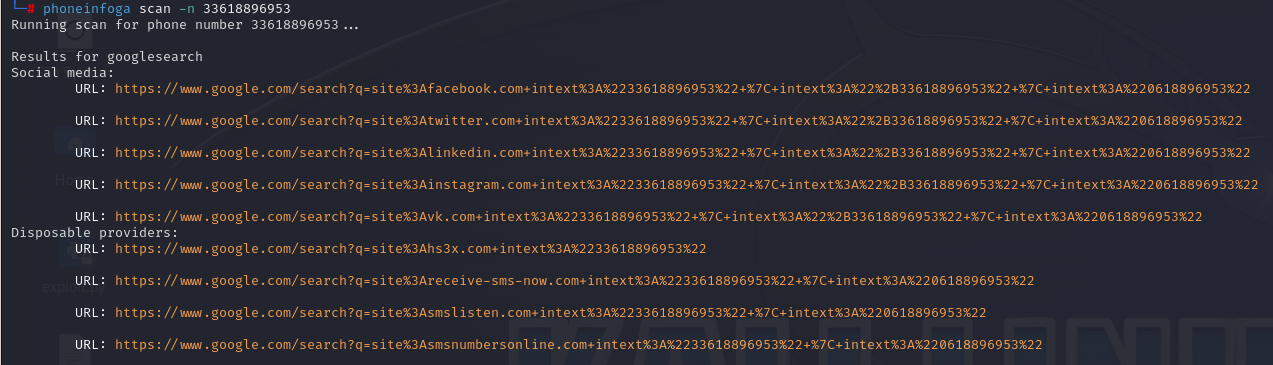 └─# phoneinfoga scan -n 33618896953
Running scan for phone number 33618896953...
Results for googlesearch
Social media:
URL: https://www.google.com/search?q=site%3Afacebook.com+intext%3A%2233618896953%22+%7C+intext%3A%22%2B33618896953%22+%7C+intext%3A%220618896953%22
URL: https://www.google.com/search?q=site%3Atwitter.com+intext%3A%2233618896953%22+%7C+intext%3A%22%2B33618896953%22+%7C+intext%3A%220618896953%22
URL: https://www.google.com/search?q=site%3Alinkedin.com+intext%3A%2233618896953%22+%7C+intext%3A%22%2B33618896953%22+%7C+intext%3A%220618896953%22
URL: https://www.google.com/search?q=site%3Ainstagram.com+intext%3A%2233618896953%22+%7C+intext%3A%22%2B33618896953%22+%7C+intext%3A%220618896953%22
URL: https://www.google.com/search?q=site%3Avk.com+intext%3A%2233618896953%22+%7C+intext%3A%22%2B33618896953%22+%7C+intext%3A%220618896953%22
Disposable providers:
URL: https://www.google.com/search?q=site%3Ahs3x.com+intext%3A%2233618896953%22
URL: https://www.google.com/search?q=site%3Areceive-sms-now.com+intext%3A%2233618896953%22+%7C+intext%3A%220618896953%22
URL: https://www.google.com/search?q=site%3Asmslisten.com+intext%3A%2233618896953%22+%7C+intext%3A%220618896953%22
URL: https://www.google.com/search?q=site%3Asmsnumbersonline.com+intext%3A%2233618896953%22+%7C+intext%3A%220618896953%22